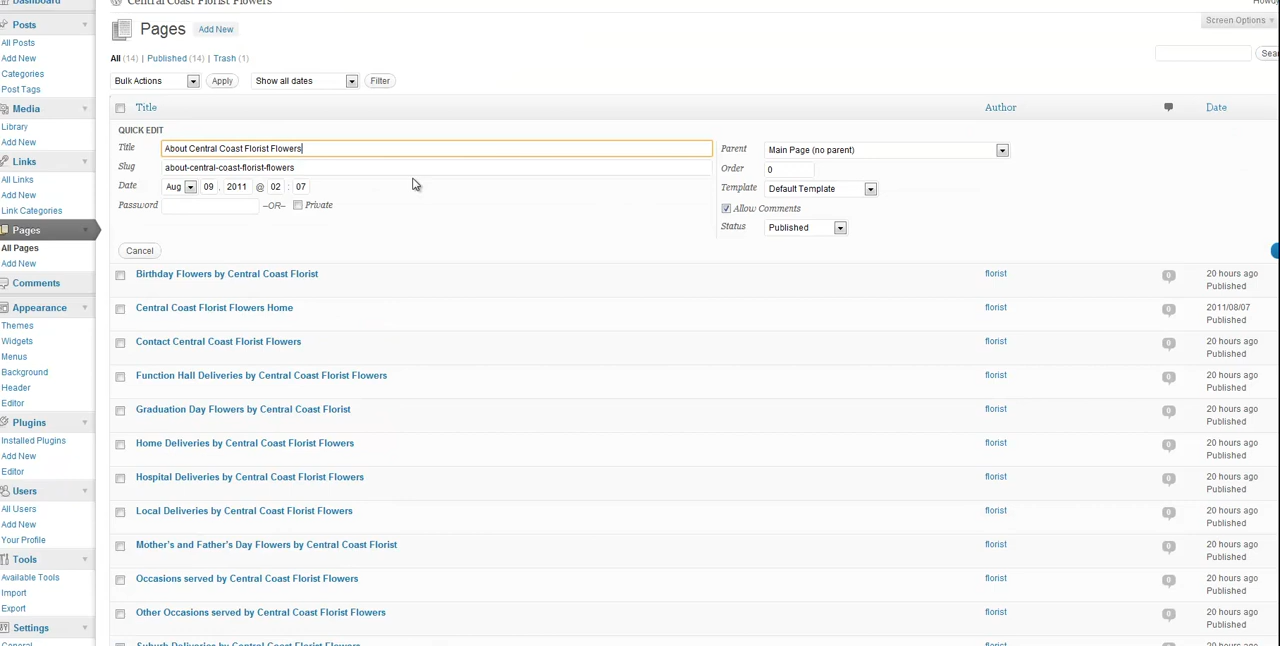 Dashboard
Central Coast Florist Flowers
Howdy
Posts
Pages Add New
Screen Options
All Posts
All (14) | Published (14) | Trash (1)
Add New
Categories
Bulk Actions Apply Show all dates Filter
Post Tags
Media
Title Author Date
Library
QUICK EDIT
Add New
Title About Central Coast Florist Flowers Parent Main Page (no parent)
Links
Slug about-central-coast-florist-flowers Order 0
All Links
Date Aug 09 , 2011 @ 02 : 07 Template Default Template
Add New
Password –OR– Private Allow Comments
Link Categories
Status Published
Pages
All Pages
Cancel
Add New
Birthday Flowers by Central Coast Florist florist 0 20 hours ago
Published
Comments
Appearance
Central Coast Florist Flowers Home florist 0 2011/08/07
Published
Themes
Widgets
Contact Central Coast Florist Flowers florist 0 20 hours ago
Published
Menus
Background
Function Hall Deliveries by Central Coast Florist Flowers florist 0 20 hours ago
Published
Header
Editor
Graduation Day Flowers by Central Coast Florist florist 0 20 hours ago
Published
Plugins
Installed Plugins
Home Deliveries by Central Coast Florist Flowers florist 0 20 hours ago
Published
Add New
Editor
Hospital Deliveries by Central Coast Florist Flowers florist 0 20 hours ago
Published
Users
All Users
Local Deliveries by Central Coast Florist Flowers florist 0 20 hours ago
Published
Add New
Your Profile
Mother's and Father's Day Flowers by Central Coast Florist florist 0 20 hours ago
Published
Tools
Available Tools
Occasions served by Central Coast Florist Flowers florist 0 20 hours ago
Published
Import
Export
Other Occasions served by Central Coast Florist Flowers florist 0 20 hours ago
Published
Settings
General
Suburb Deliveries by Central Coast Florist Flowers florist 20 hours ago